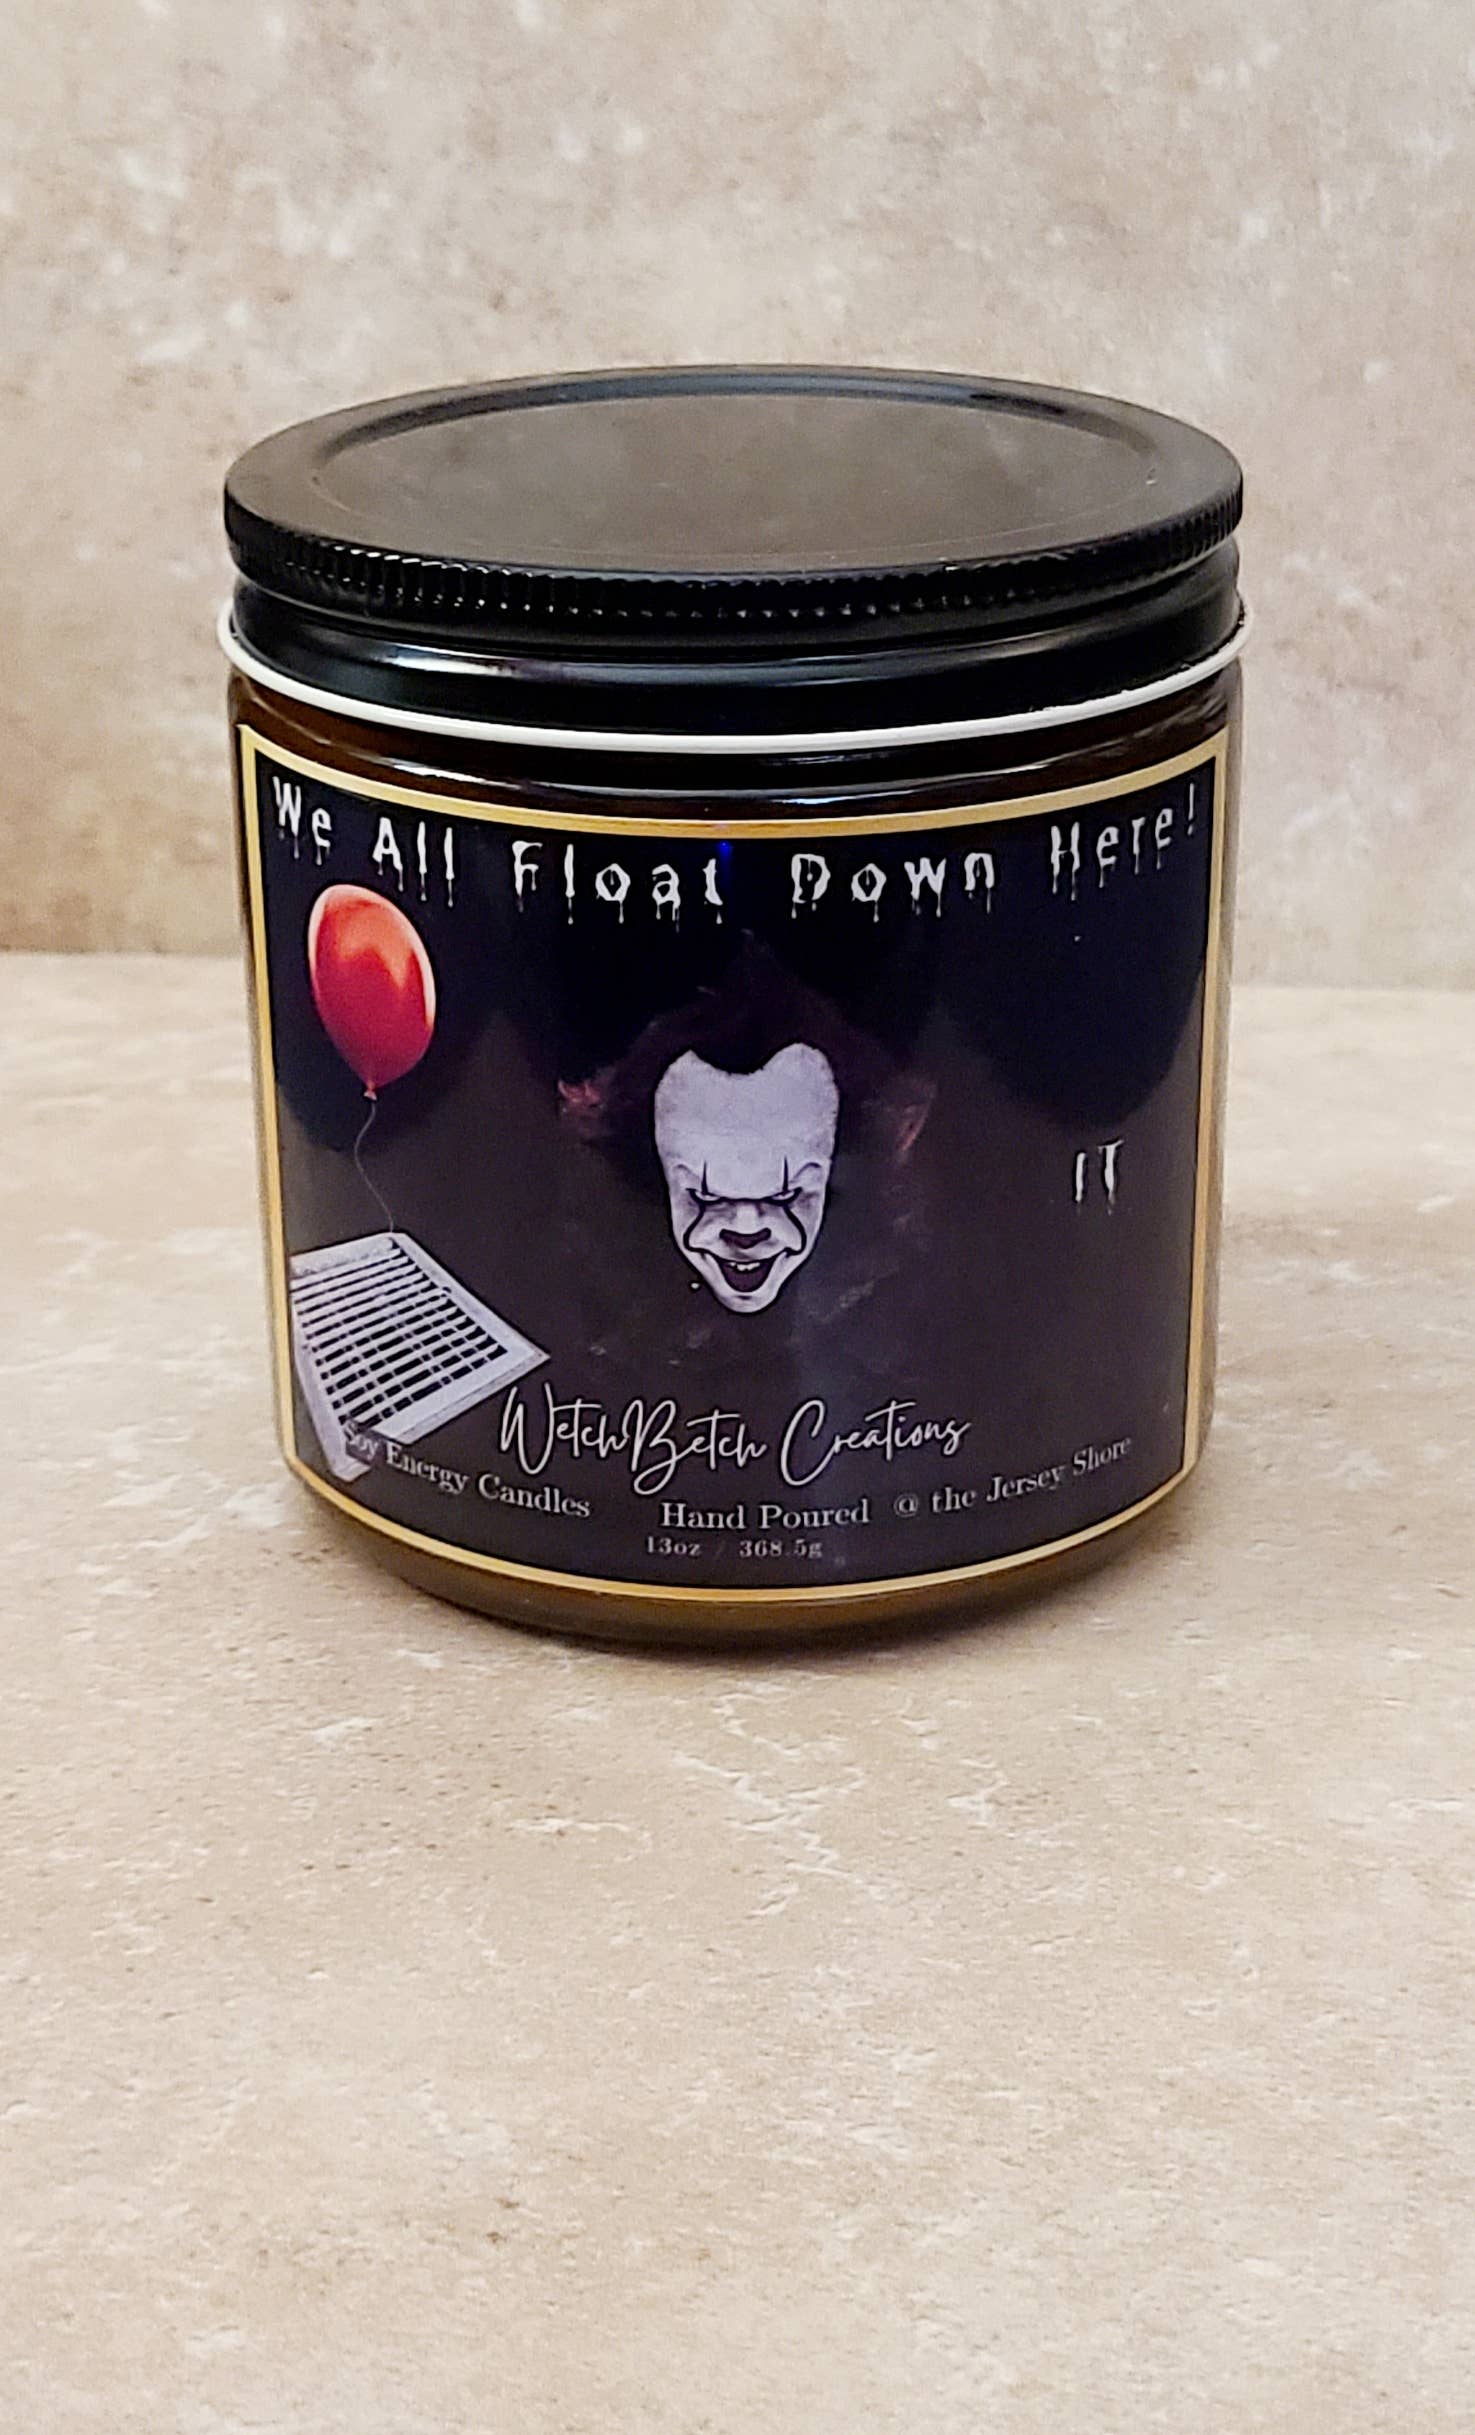 We All Float Down Here!
IT
WetchBetch Creations
Soy Energy Candles Hand Poured @ the Jersey Shore
13oz / 368.5g